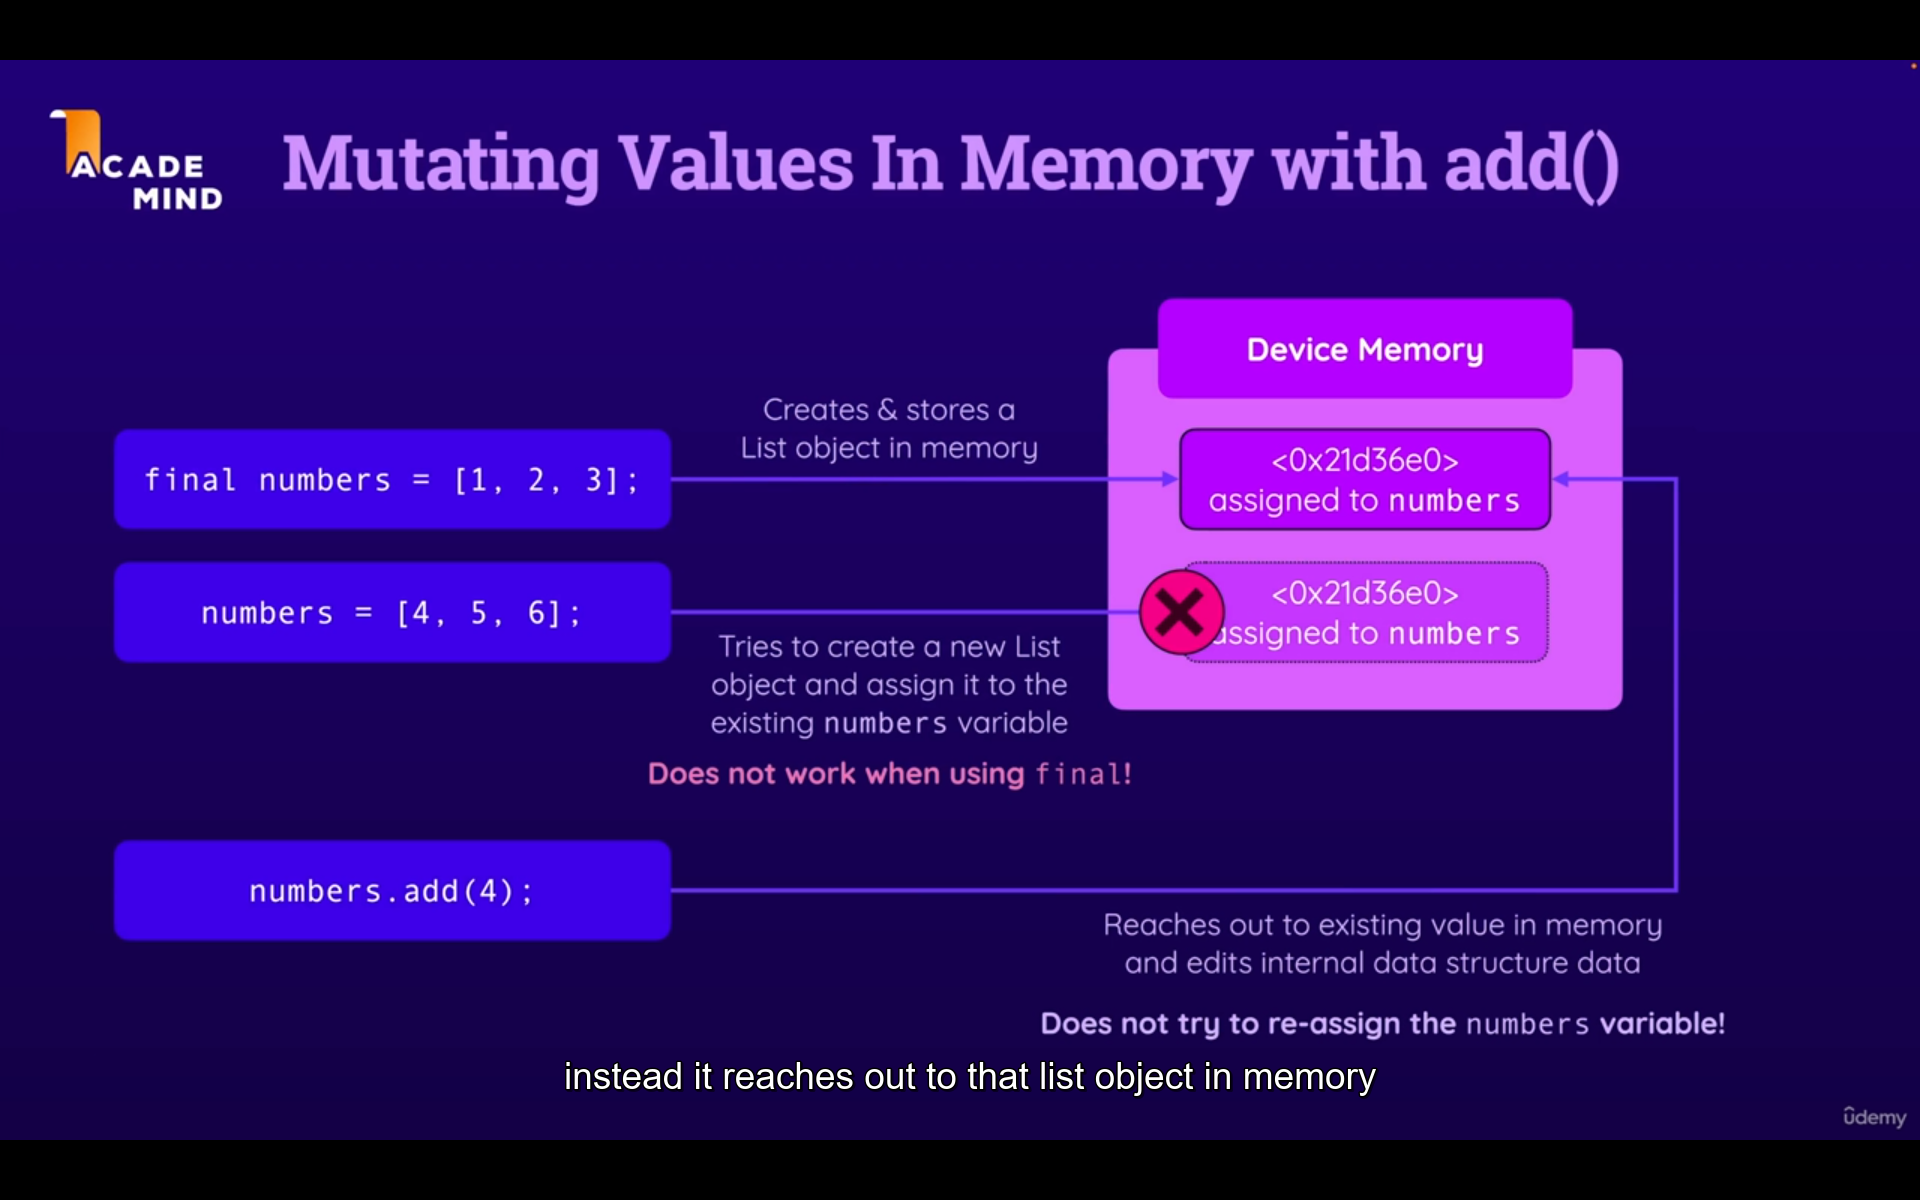 ACADE
MIND
Mutating Values In Memory with add()
Device Memory
Creates & stores a
List object in memory
final numbers = [1, 2, 3];
<0x21d36e0>
assigned to numbers
numbers = [4, 5, 6];
<0x21d36e0>
assigned to numbers
Tries to create a new List
object and assign it to the
existing numbers variable
Does not work when using final!
numbers.add(4);
Reaches out to existing value in memory
and edits internal data structure data
Does not try to re-assign the numbers variable!
instead it reaches out to that list object in memory
ûdemy